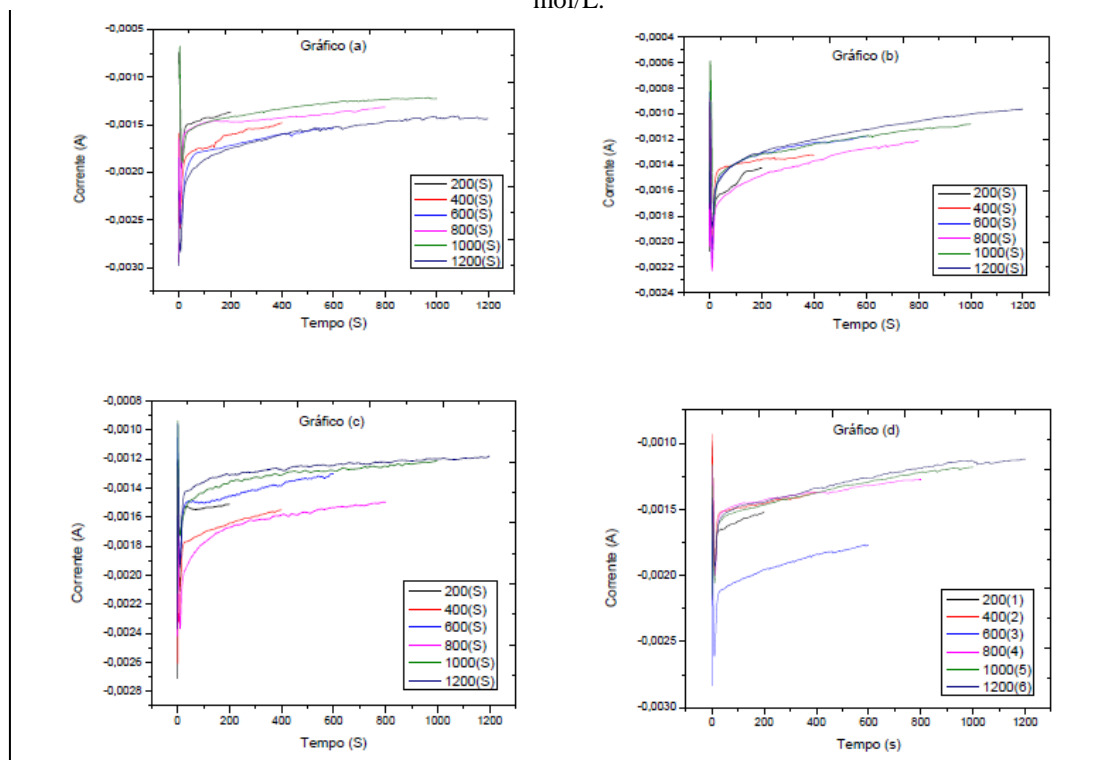 mol/L.
Gráfico (a)
-0,0005
-0,0010
-0,0015
-0,0020
-0,0025
-0,0030
Corrente (A)
200(S)
400(S)
600(S)
800(S)
1000(S)
1200(S)
0 200 400 600 800 1000 1200
Tempo (S)
Gráfico (b)
-0,0004
-0,0006
-0,0008
-0,0010
-0,0012
-0,0014
-0,0016
-0,0018
-0,0020
-0,0022
-0,0024
Corrente (A)
200(S)
400(S)
600(S)
800(S)
1000(S)
1200(S)
0 200 400 600 800 1000 1200
Tempo (S)
Gráfico (c)
-0,0008
-0,0010
-0,0012
-0,0014
-0,0016
-0,0018
-0,0020
-0,0022
-0,0024
-0,0026
-0,0028
Corrente (A)
200(S)
400(S)
600(S)
800(S)
1000(S)
1200(S)
0 200 400 600 800 1000 1200
Tempo (S)
Gráfico (d)
-0,0010
-0,0015
-0,0020
-0,0025
-0,0030
Corrente (A)
200(1)
400(2)
600(3)
800(4)
1000(5)
1200(6)
0 200 400 600 800 1000 1200
Tempo (s)